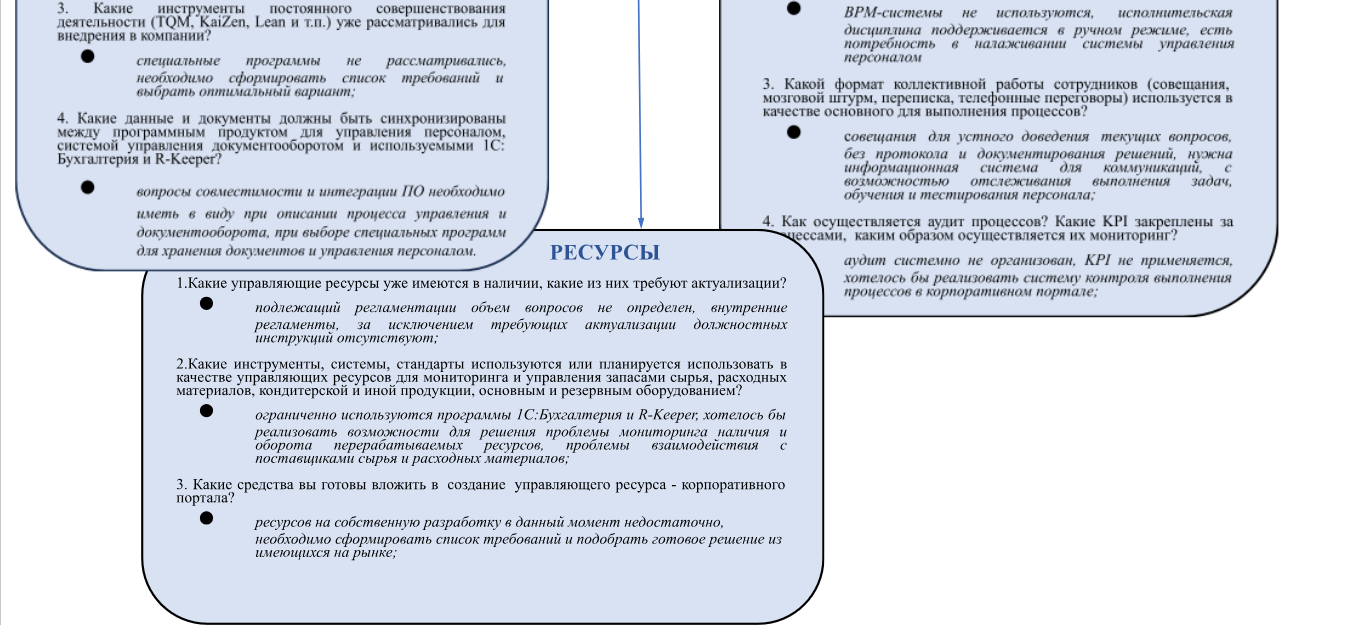 3. Какие инструменты постоянного совершенствования
деятельности (TQM, KaiZen, Lean и т.п.) уже рассматривались для
внедрения в компании?
● специальные программы не рассматривались,
необходимо сформировать список требований и
выбрать оптимальный вариант;
4. Какие данные и документы должны быть синхронизированы
между программным продуктом для управления персоналом,
системой управления документооборотом и используемыми 1С:
Бухгалтерия и R-Keeper?
● вопросы совместимости и интеграции ПО необходимо
иметь в виду при описании процесса управления и
документооборота, при выборе специальных программ
для хранения документов и управления персоналом.
● BPM-системы не используются, исполнительская
дисциплина поддерживается в ручном режиме, есть
потребность в налаживании системы управления
персоналом
3. Какой формат коллективной работы сотрудников (совещания,
мозговой штурм, переписка, телефонные переговоры) используется в
качестве основного для выполнения процессов?
● совещания для устного доведения текущих вопросов,
без протокола и документирования решений, нужна
информационная система для коммуникаций, с
возможностью отслеживания выполнения задач,
обучения и тестирования персонала;
4. Как осуществляется аудит процессов? Какие KPI закреплены за
цессами, каким образом осуществляется их мониторинг?
аудит системно не организован, KPI не применяется,
хотелось бы реализовать систему контроля выполнения
процессов в корпоративном портале;
РЕСУРСЫ
1.Какие управляющие ресурсы уже имеются в наличии, какие из них требуют актуализации?
● подлежащий регламентации объем вопросов не определен, внутренние
регламенты, за исключением требующих актуализации должностных
инструкций отсутствуют;
2.Какие инструменты, системы, стандарты используются или планируется использовать в
качестве управляющих ресурсов для мониторинга и управления запасами сырья, расходных
материалов, кондитерской и иной продукции, основным и резервным оборудованием?
● ограниченно используются программы 1С:Бухгалтерия и R-Keeper, хотелось бы
реализовать возможности для решения проблемы мониторинга наличия и
оборота перерабатываемых ресурсов, проблемы взаимодействия с
поставщиками сырья и расходных материалов;
3. Какие средства вы готовы вложить в создание управляющего ресурса - корпоративного
портала?
● ресурсов на собственную разработку в данный момент недостаточно,
необходимо сформировать список требований и подобрать готовое решение из
имеющихся на рынке;